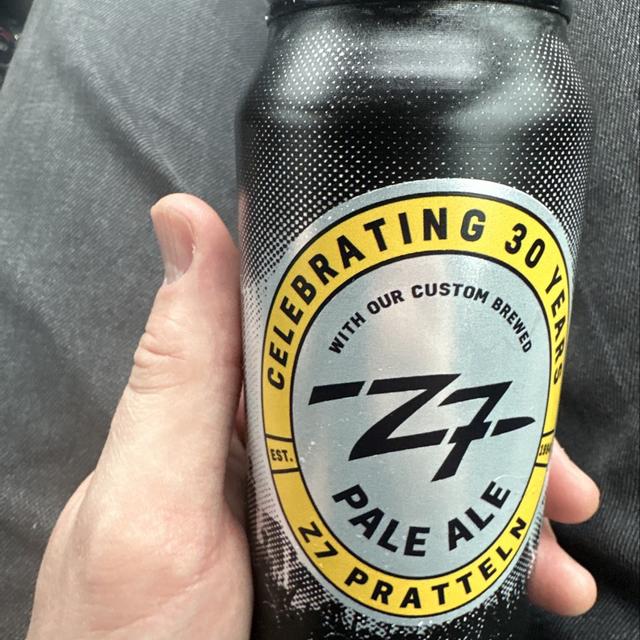 CELEBRATING 30 YEARS
WITH OUR CUSTOM BREWED
Z7
PALE ALE
EST.
Z7 PRATTELN